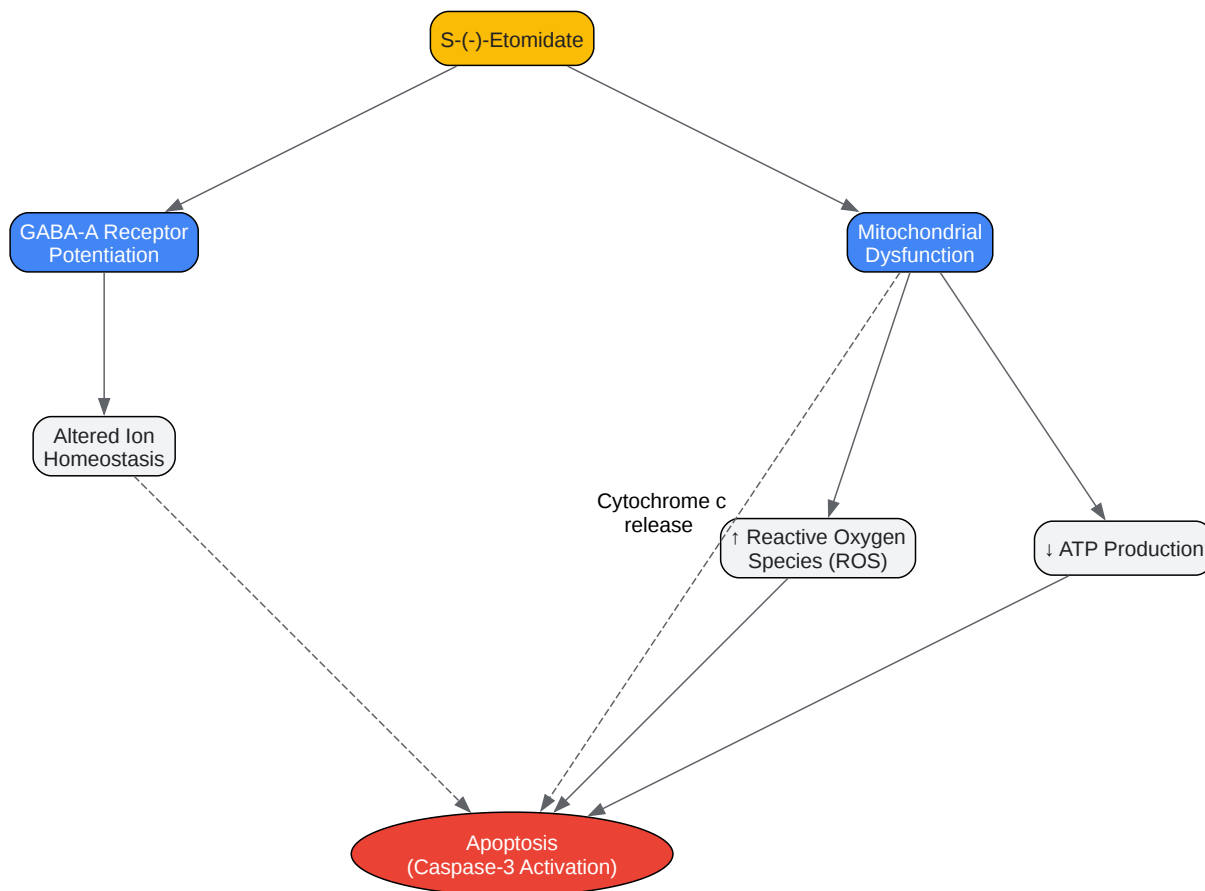 S-(-)-Etomidate
GABA-A Receptor
Potentiation
Mitochondrial
Dysfunction
Altered Ion
Homeostasis
Cytochrome c
release
↑ Reactive Oxygen
Species (ROS)
↓ ATP Production
Apoptosis
(Caspase-3 Activation)